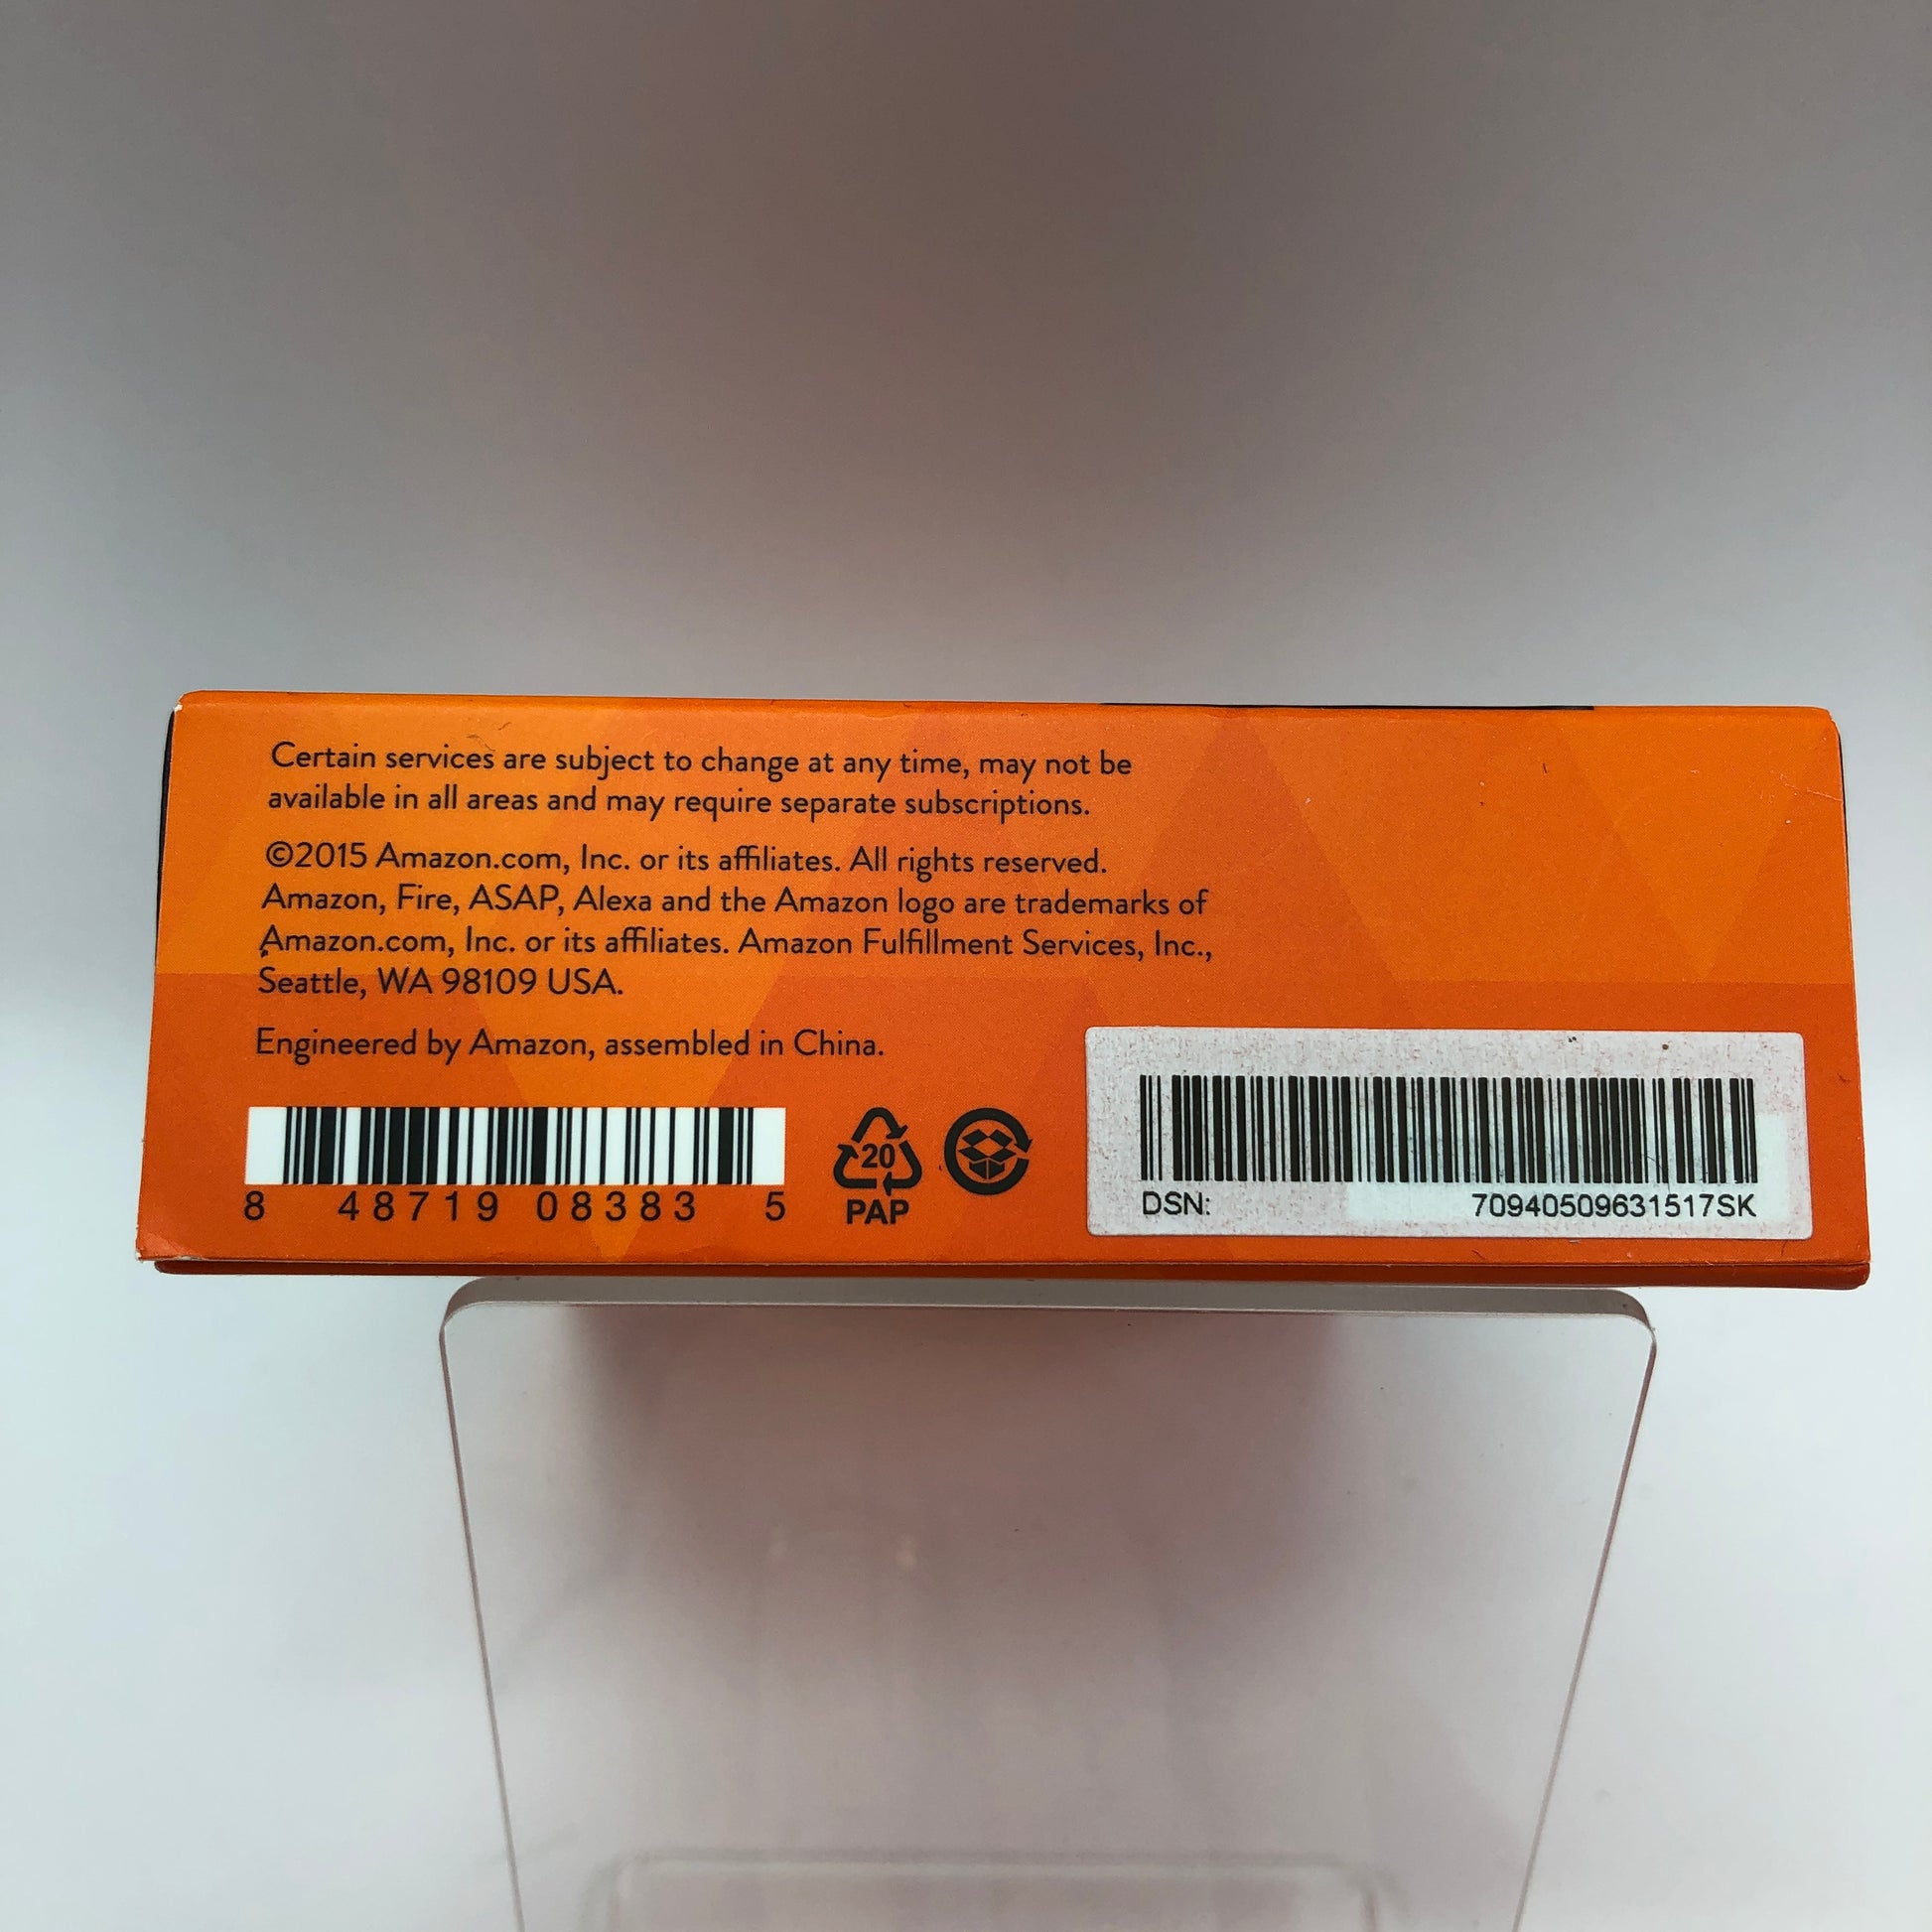 Certain services are subject to change at any time, may not be
available in all areas and may require separate subscriptions.
©2015 Amazon.com, Inc. or its affiliates. All rights reserved.
Amazon, Fire, ASAP, Alexa and the Amazon logo are trademarks of
Amazon.com, Inc. or its affiliates. Amazon Fulfillment Services, Inc.,
Seattle, WA 98109 USA.
Engineered by Amazon, assembled in China.
8 48719 08383 5
20
PAP
DSN: 70940509631517SK